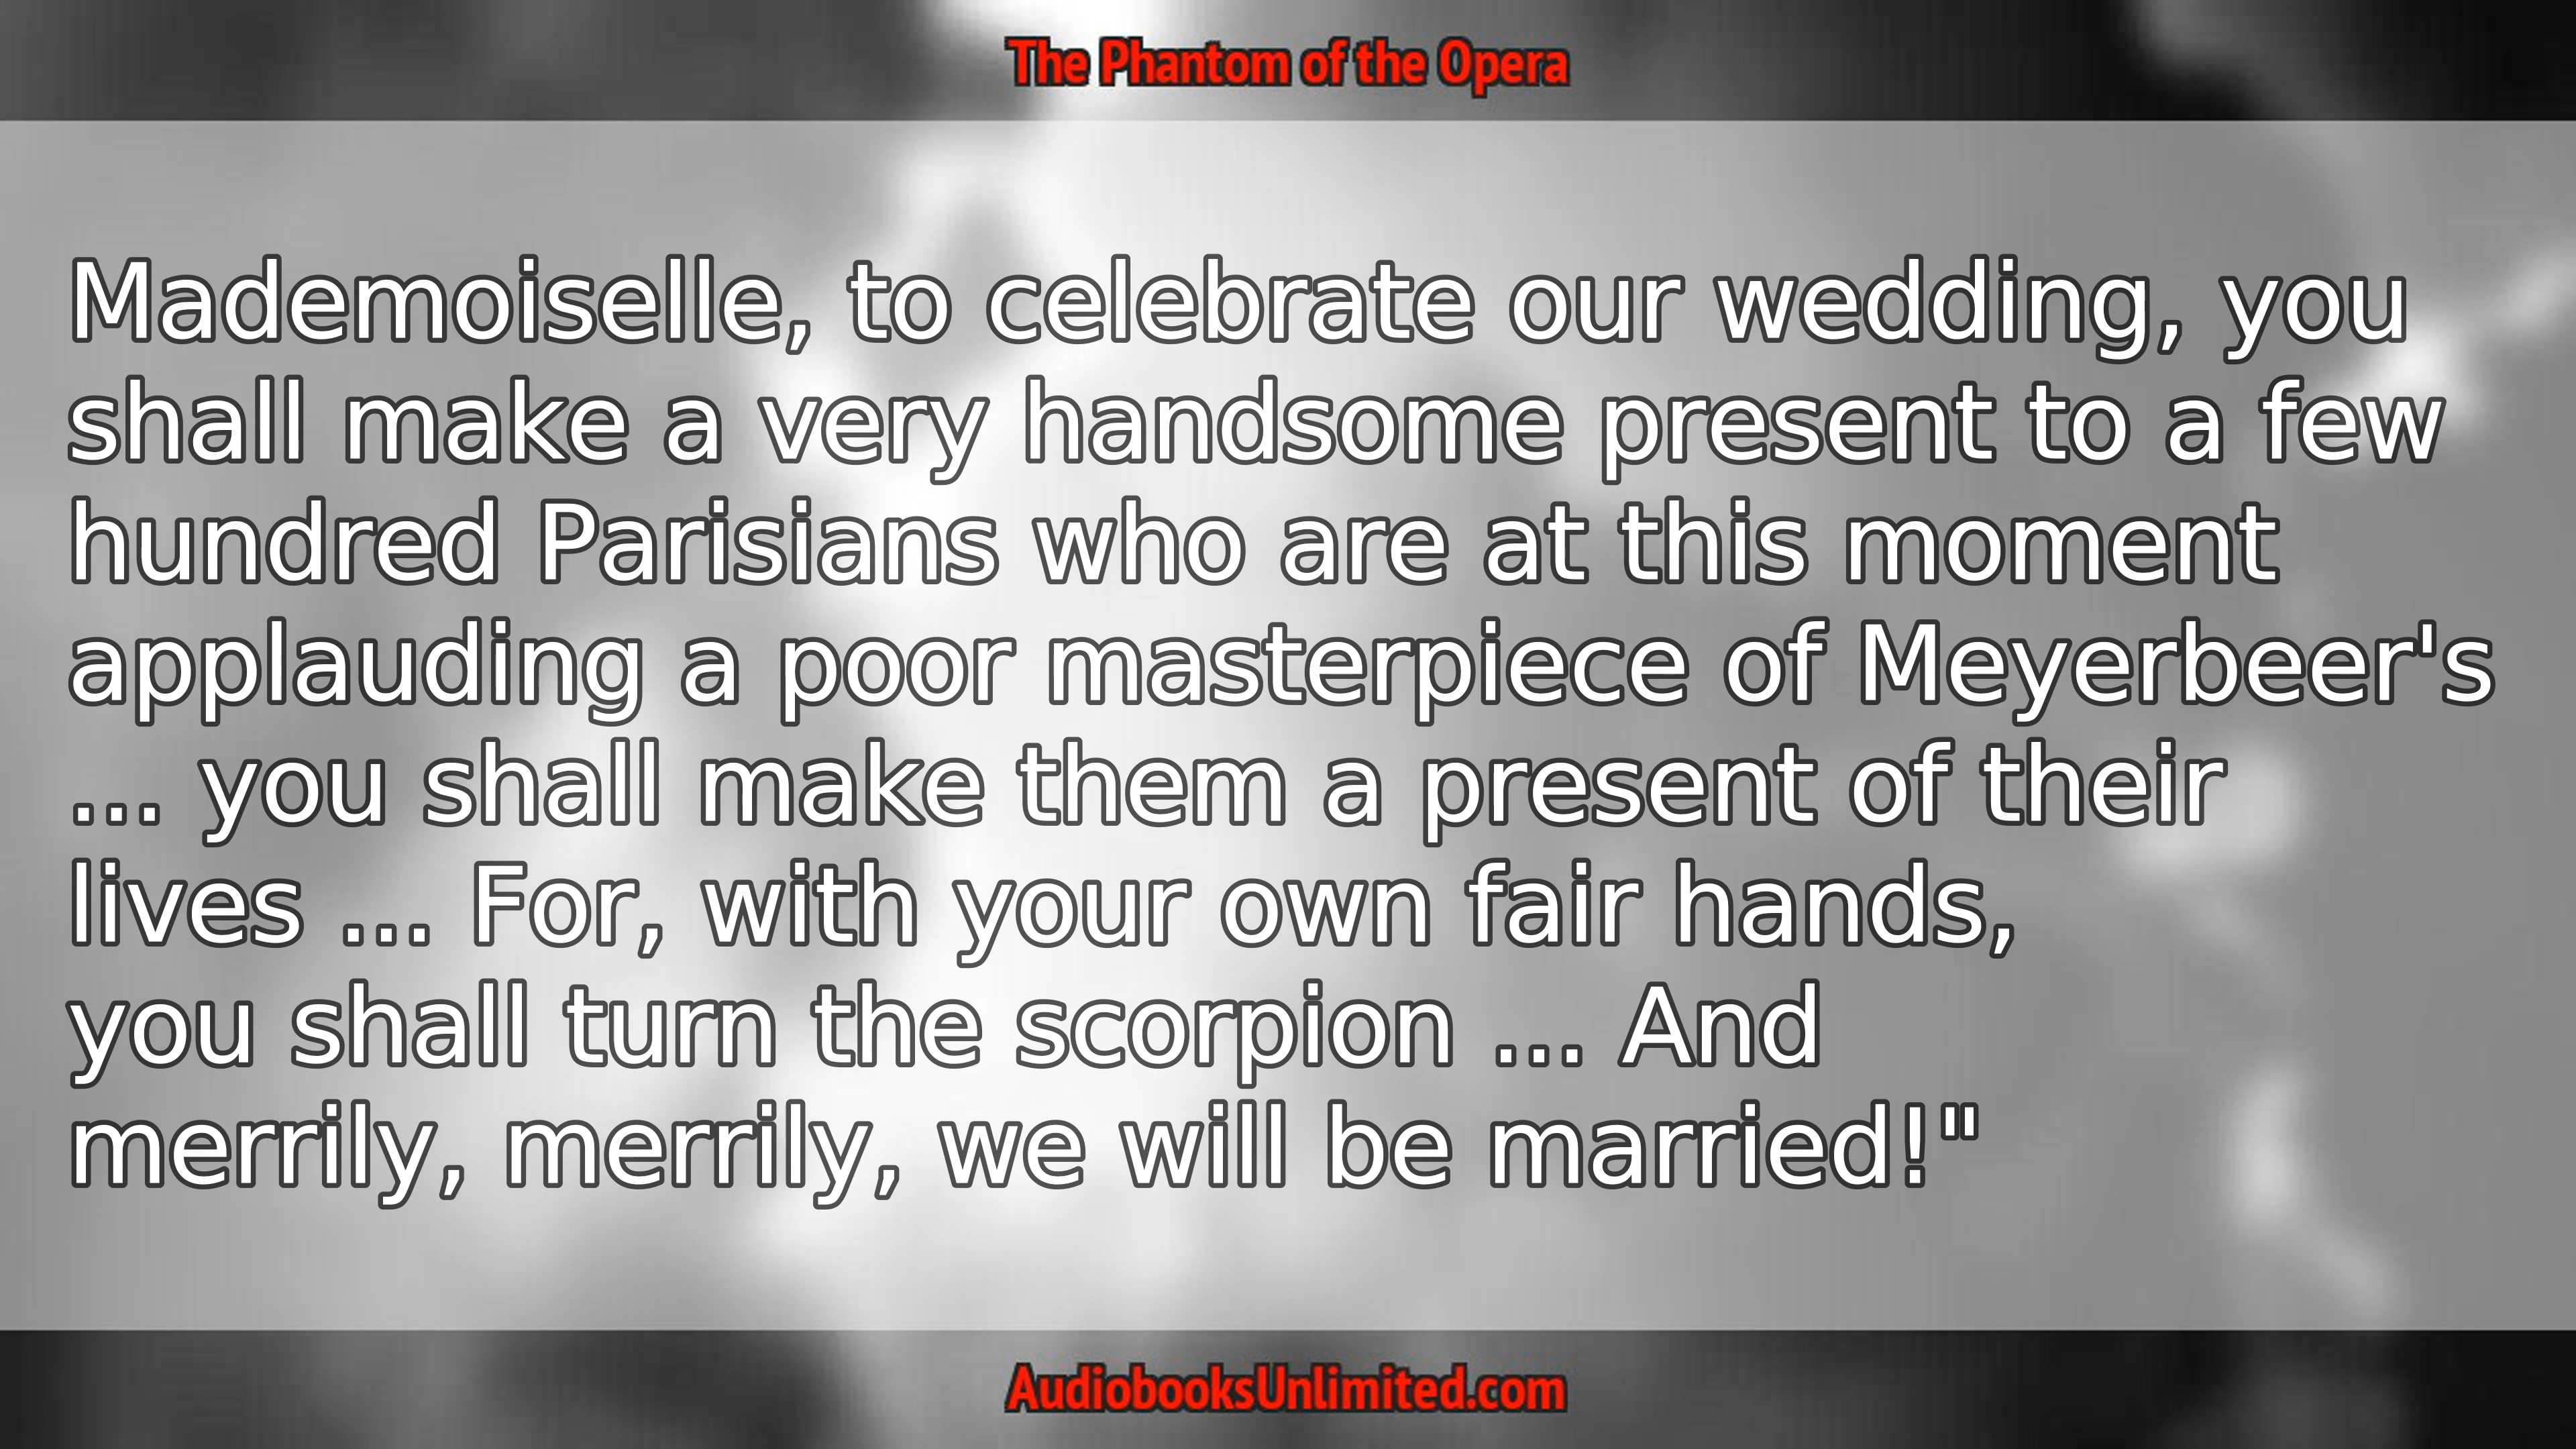 The Phantom of the Opera
Mademoiselle, to celebrate our wedding, you
shall make a very handsome present to a few
hundred Parisians who are at this moment
applauding a poor masterpiece of Meyerbeer's
... you shall make them a present of their
lives ... For, with your own fair hands,
you shall turn the scorpion ... And
merrily, merrily, we will be married!"
AudiobooksUnlimited.com